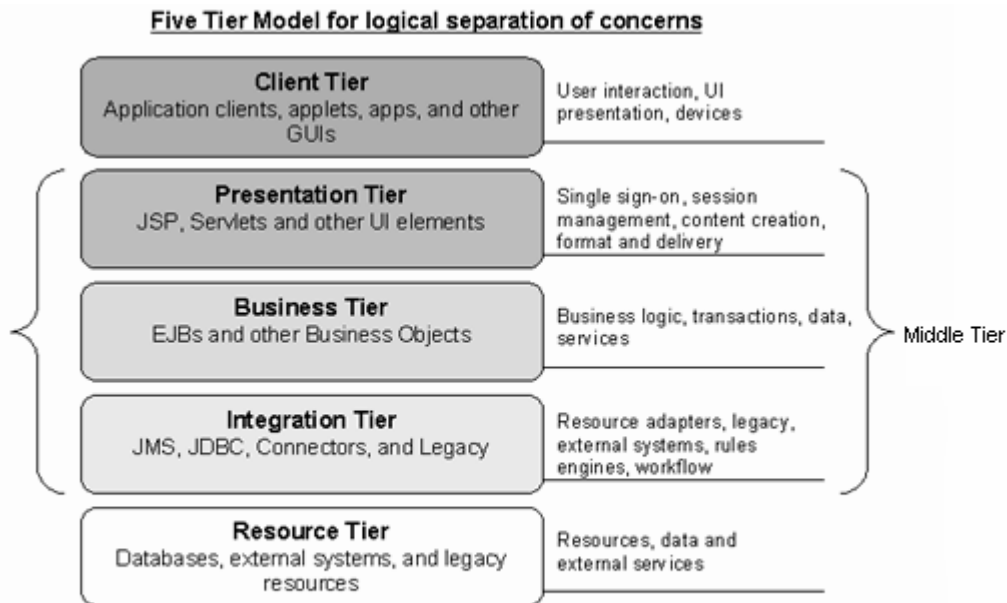 Five Tier Model for logical separation of concerns
Client Tier
Application clients, applets, apps, and other
GUIs
User interaction, UI
presentation, devices
Presentation Tier
JSP, Servlets and other UI elements
Single sign-on, session
management, content creation,
format and delivery
Business Tier
EJBs and other Business Objects
Business logic, transactions, data,
services
Middle Tier
Integration Tier
JMS, JDBC, Connectors, and Legacy
Resource adapters, legacy,
external systems, rules
engines, workflow
Resource Tier
Databases, external systems, and legacy
resources
Resources, data and
external services